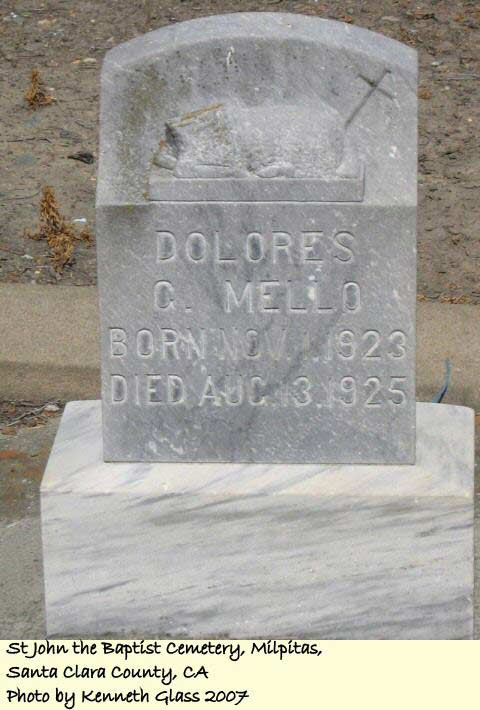 DOLORES
G. MELLO
BORN NOV. 1. 1923
DIED AUG. 13. 1925
St John the Baptist Cemetery, Milpitas,
Santa Clara County, CA
Photo by Kenneth Glass 2007